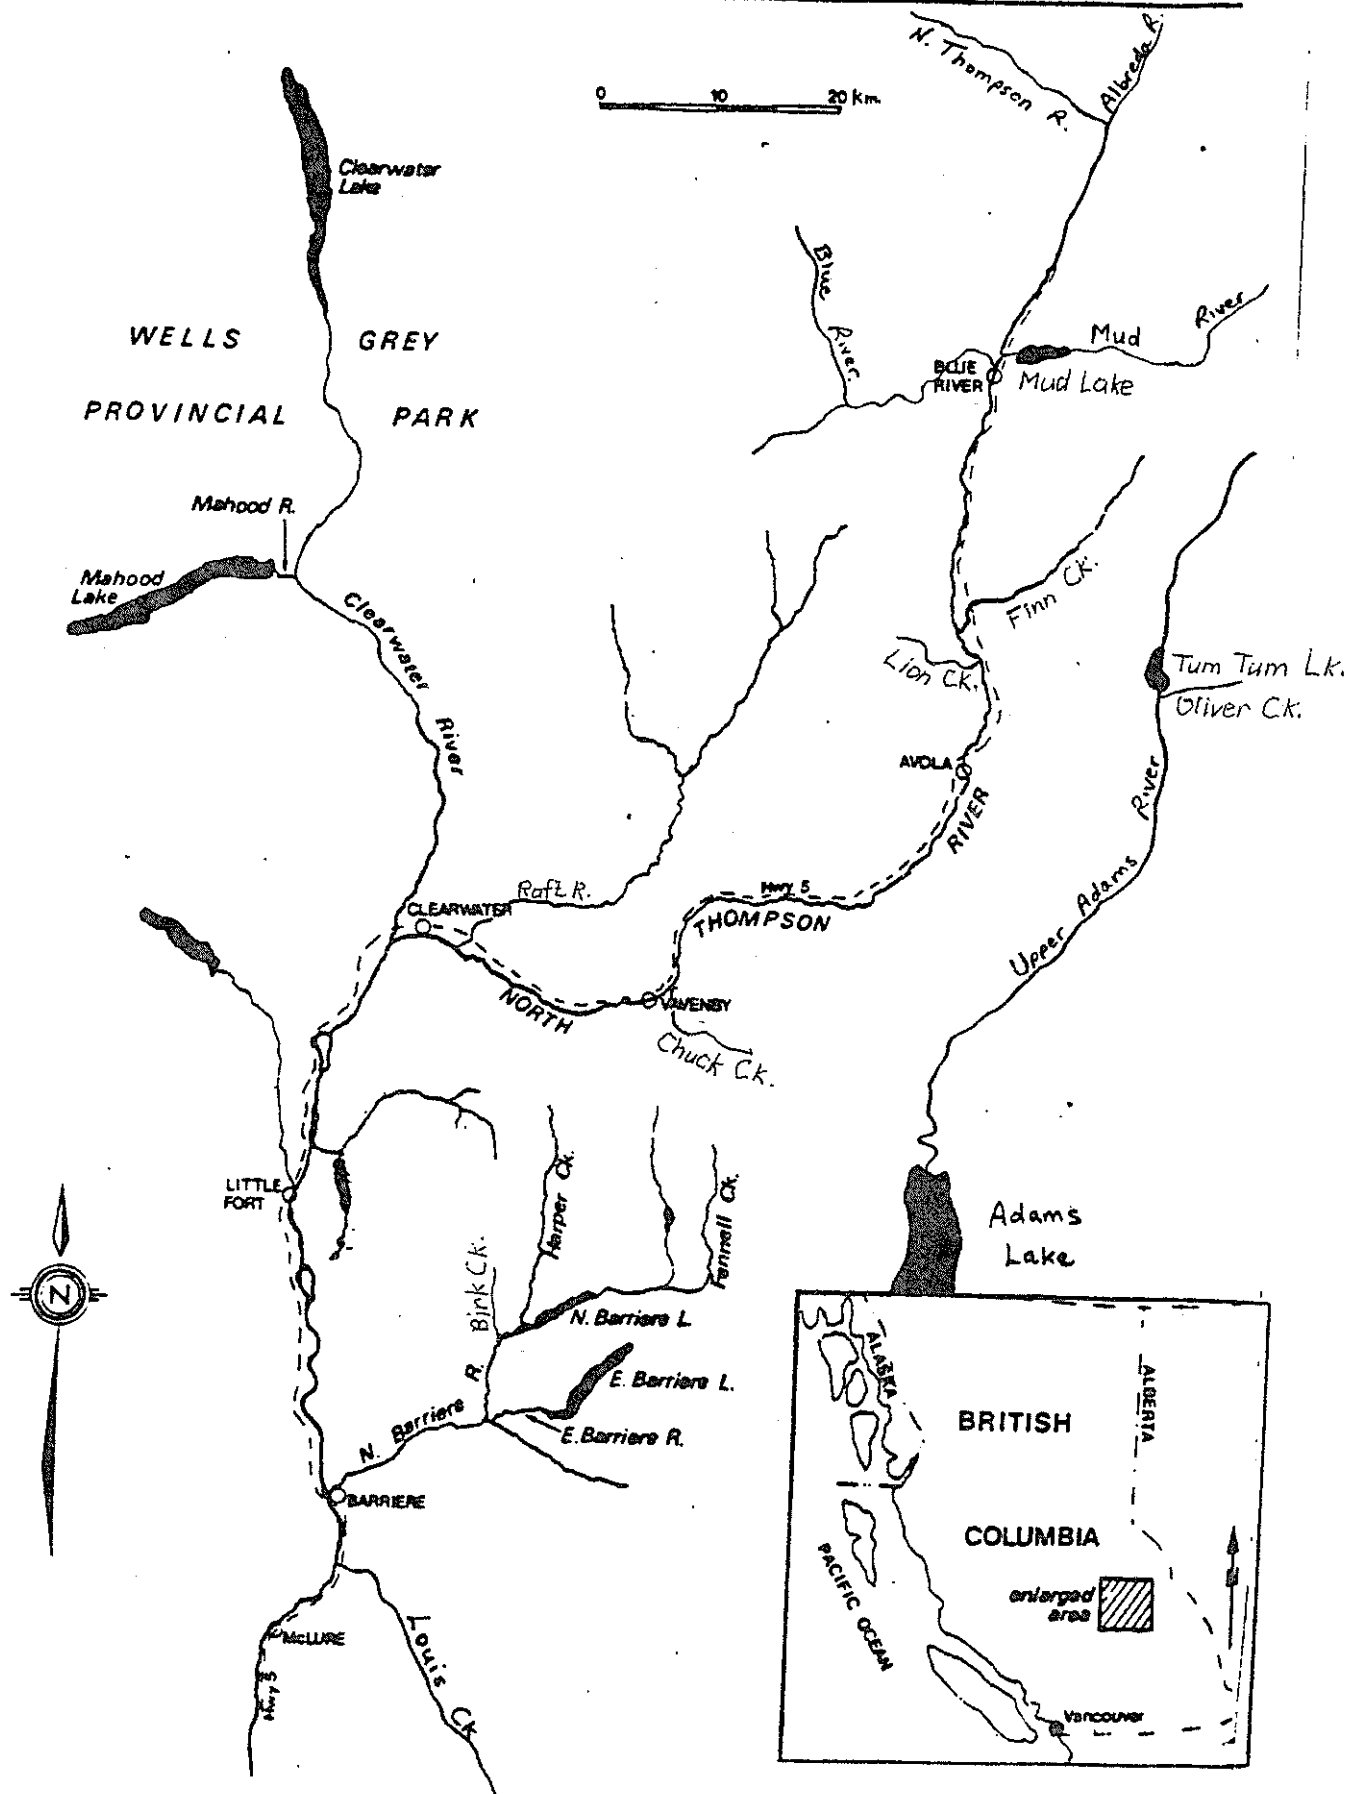 N. Thompson R.
Albreda R.
0 10 20 km.
Clearwater
Lake
Blue
River.
Mud
River
WELLS GREY
PROVINCIAL PARK
BLUE
RIVER
Mud Lake
Mahood R.
Mahood
Lake
Clearwater
River
Finn Ck.
Lion Ck.
Tum Tum Lk.
Oliver Ck.
AVOLA
RIVER
Upper Adams River
Raft R.
CLEARWATER
Hwy 5
THOMPSON
NORTH
VAVENBY
Chuck Ck.
LITTLE
FORT
Harper Ck.
Fennell Ck.
Birk Ck.
Adams
Lake
N
N. Barriere L
E. Barriere L.
N. Barriere R.
E. Barriere R.
BARRIERE
McLURE
Hwy 5
Louis Ck
ALASKA
ALBERTA
BRITISH
COLUMBIA
PACIFIC OCEAN
enlarged
area
Vancouver